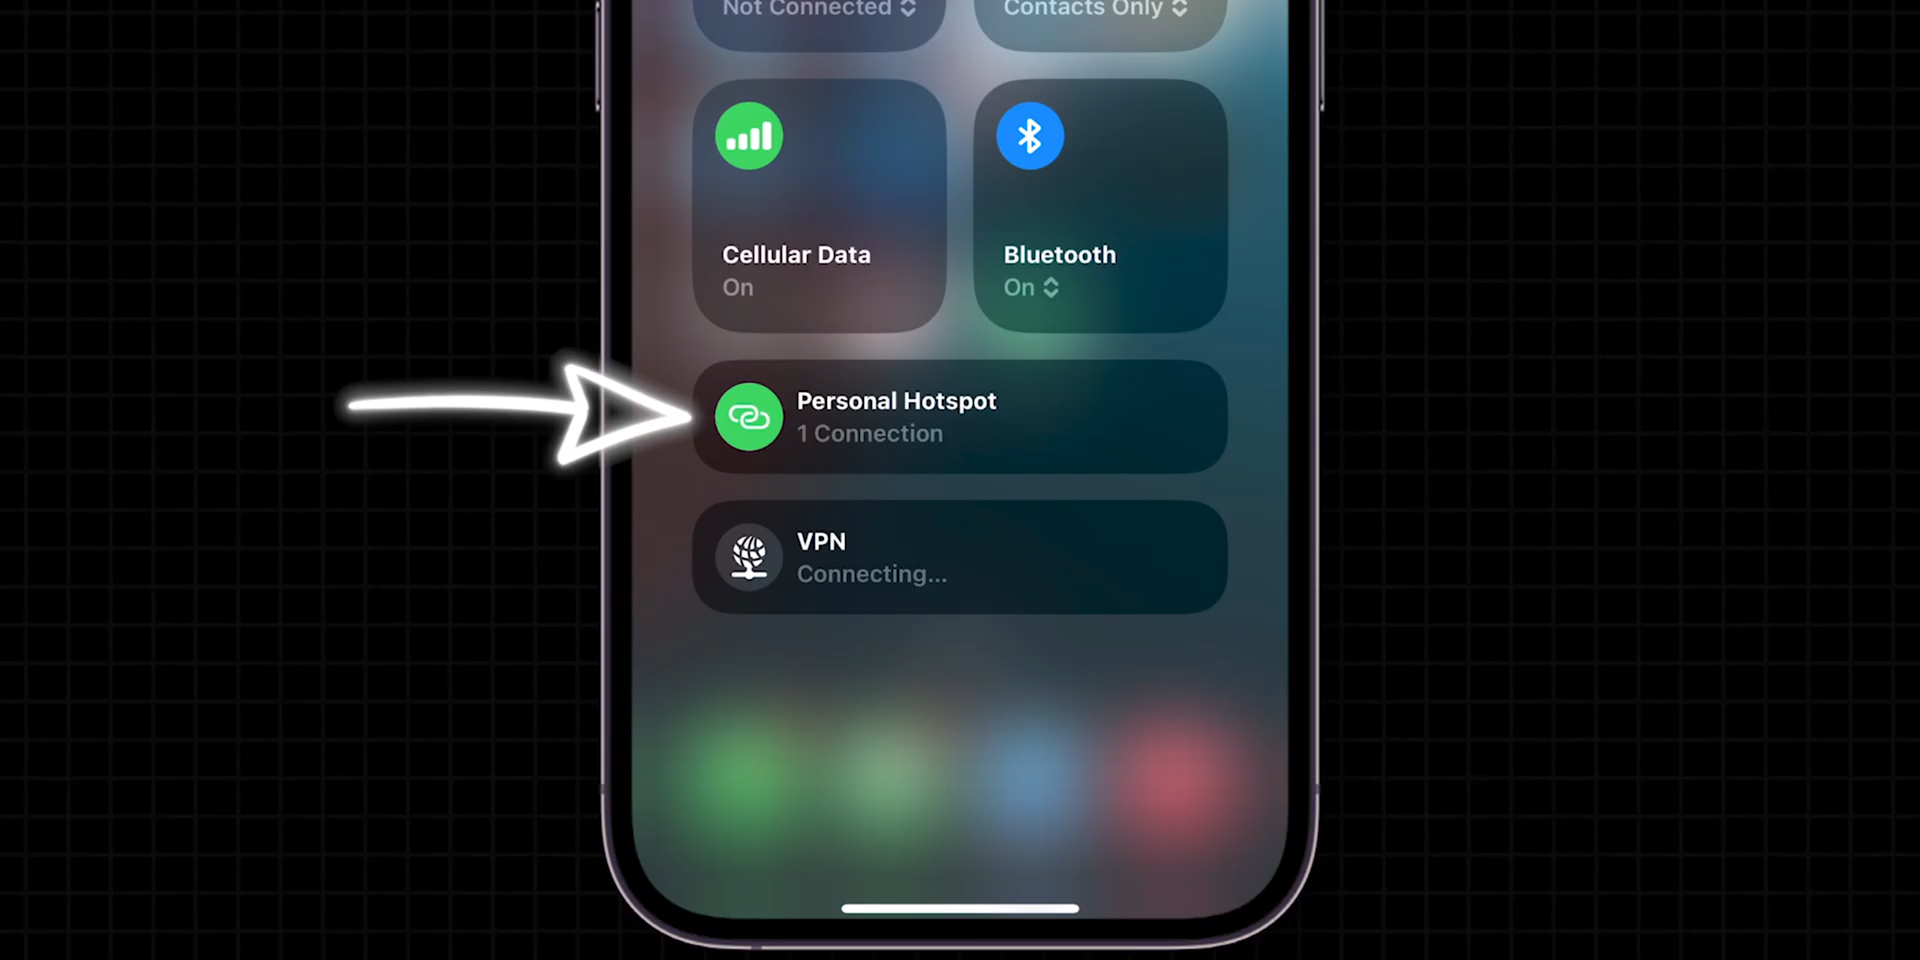 Not Connected
Contacts Only
Cellular Data
On
Bluetooth
On
Personal Hotspot
1 Connection
VPN
Connecting...